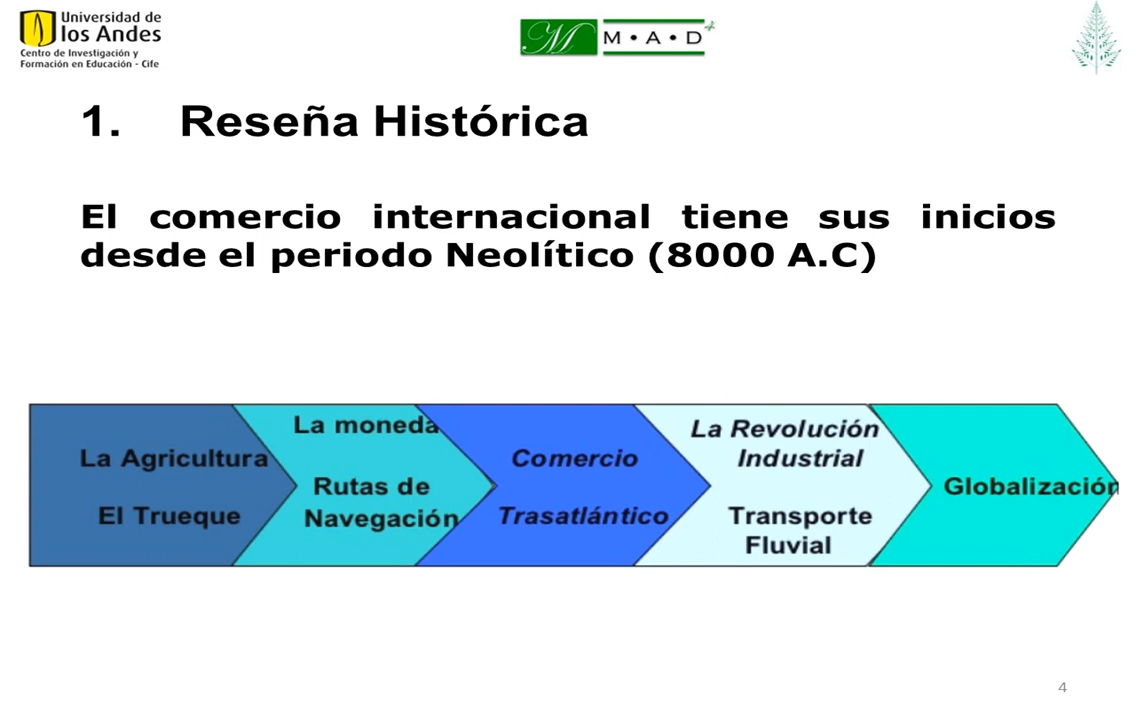 Universidad de
los Andes
Centro de Investigación y
Formación en Educación - Cife
M M • A • D
1. Reseña Histórica
El comercio internacional tiene sus inicios
desde el periodo Neolítico (8000 A.C)
La Agricultura
El Trueque
La moneda
Rutas de
Navegación
Comercio
Trasatlántico
La Revolución
Industrial
Transporte
Fluvial
Globalización
4